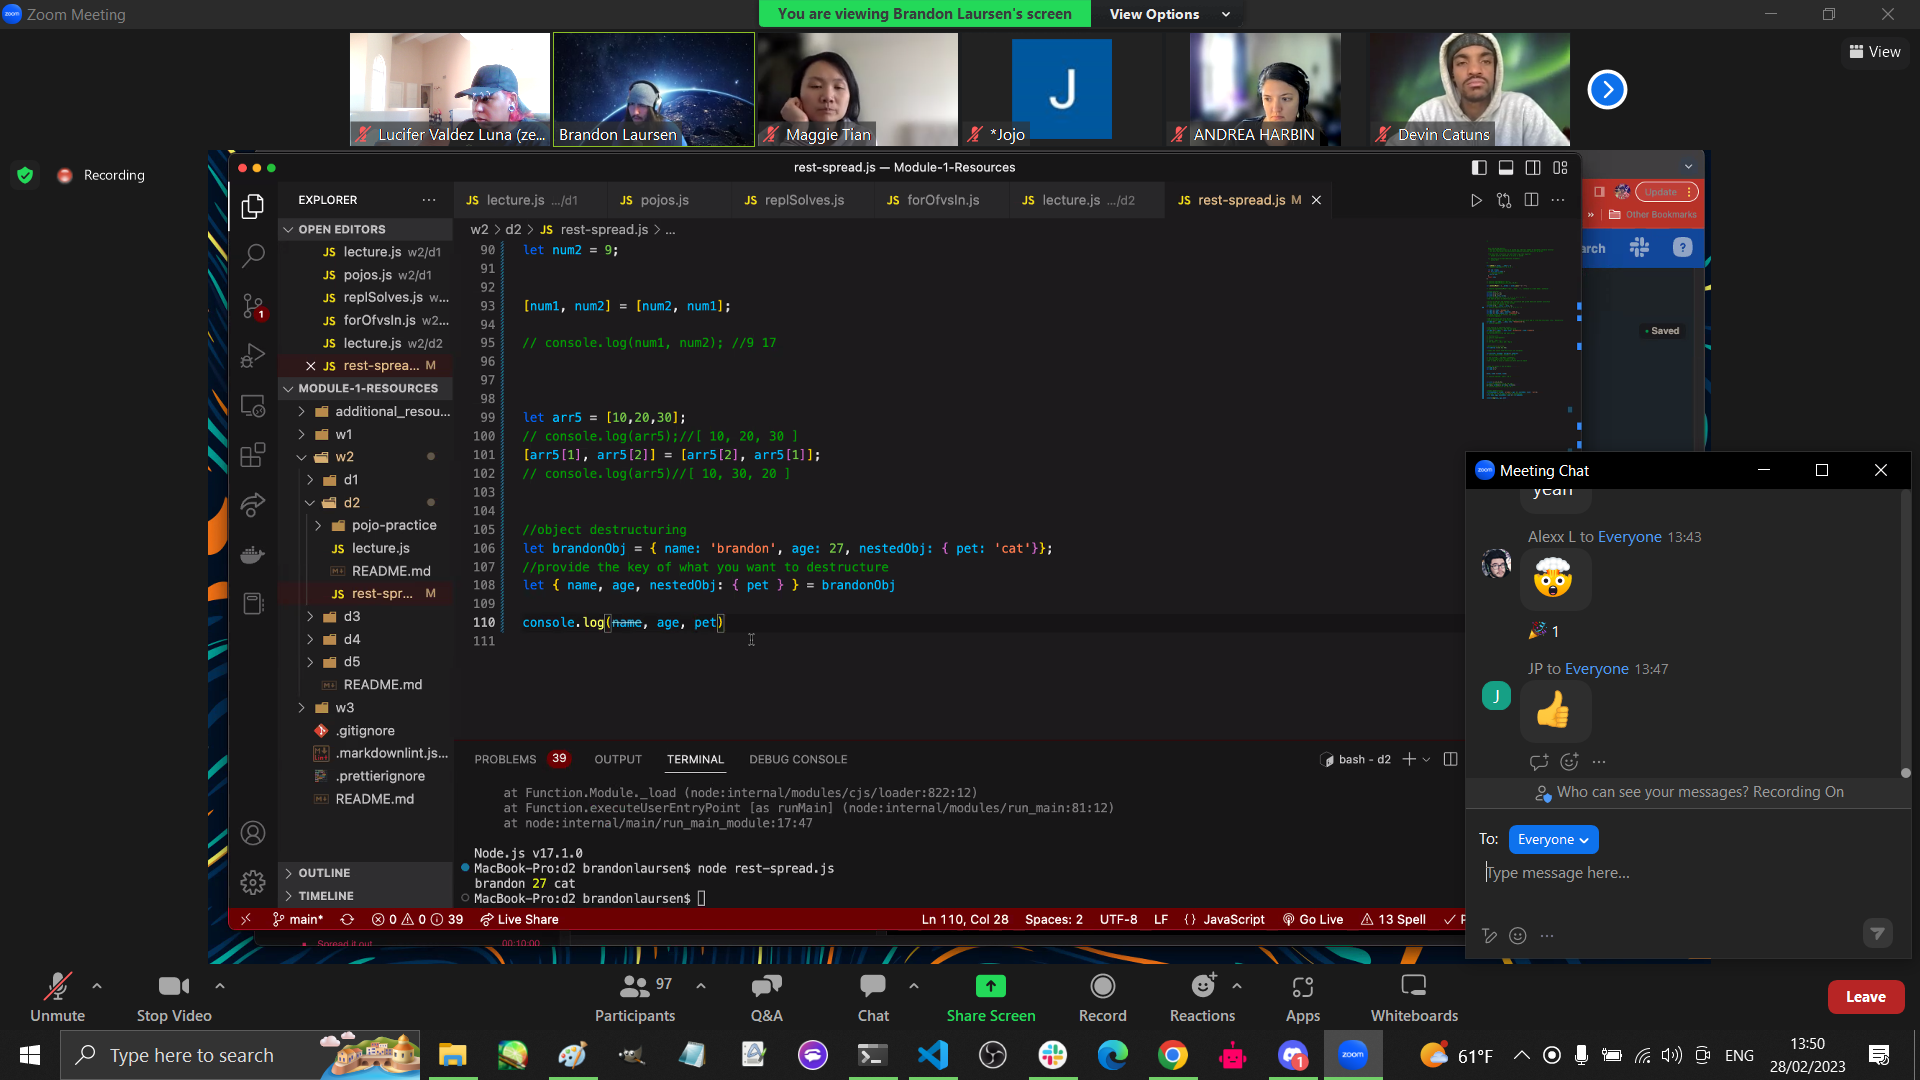 Zoom Meeting
You are viewing Brandon Laursen's screen
View Options
View
Lucifer Valdez Luna (ze...
Brandon Laursen
Maggie Tian
J
*Jojo
ANDREA HARBIN
Devin Catuns
Recording
rest-spread.js — Module-1-Resources
EXPLORER
JS lecture.js .../d1
JS pojos.js
JS replSolves.js
JS forOfvsIn.js
JS lecture.js .../d2
JS rest-spread.js M
Update
Other Bookmarks
arch
Saved
w2 > d2 > JS rest-spread.js > ...
OPEN EDITORS
JS lecture.js w2/d1
JS pojos.js w2/d1
JS replSolves.js w...
JS forOfvsIn.js w2...
JS lecture.js w2/d2
JS rest-sprea... M
MODULE-1-RESOURCES
additional_resou...
w1
w2
d1
d2
pojo-practice
JS lecture.js
README.md
JS rest-spr... M
d3
d4
d5
README.md
w3
.gitignore
.markdownlint.js...
.prettierignore
README.md
OUTLINE
TIMELINE
90 let num2 = 9;
91
92
93 [num1, num2] = [num2, num1];
94
95 // console.log(num1, num2); //9 17
96
97
98
99 let arr5 = [10,20,30];
100 // console.log(arr5);//[ 10, 20, 30 ]
101 [arr5[1], arr5[2]] = [arr5[2], arr5[1]];
102 // console.log(arr5)//[ 10, 30, 20 ]
103
104
105 //object destructuring
106 let brandonObj = { name: 'brandon', age: 27, nestedObj: { pet: 'cat'}};
107 //provide the key of what you want to destructure
108 let { name, age, nestedObj: { pet } } = brandonObj
109
110 console.log(name, age, pet)
111
PROBLEMS 39 OUTPUT TERMINAL DEBUG CONSOLE
bash - d2
at Function.Module._load (node:internal/modules/cjs/loader:822:12)
at Function.executeUserEntryPoint [as runMain] (node:internal/modules/run_main:81:12)
at node:internal/main/run_main_module:17:47
Node.js v17.1.0
MacBook-Pro:d2 brandonlaursen$ node rest-spread.js
brandon 27 cat
MacBook-Pro:d2 brandonlaursen$
main* 0 0 39 Live Share
Ln 110, Col 28 Spaces: 2 UTF-8 LF {} JavaScript Go Live 13 Spell
Spread it out 00:10:00
zoom Meeting Chat
yeah
Alexx L to Everyone 13:43
1
JP to Everyone 13:47
J
Who can see your messages? Recording On
To: Everyone
Type message here...
Unmute
Stop Video
97
Participants
Q&A
Chat
Share Screen
Record
Reactions
Apps
Whiteboards
Leave
Type here to search
1
zoom
61°F
ENG
13:50
28/02/2023